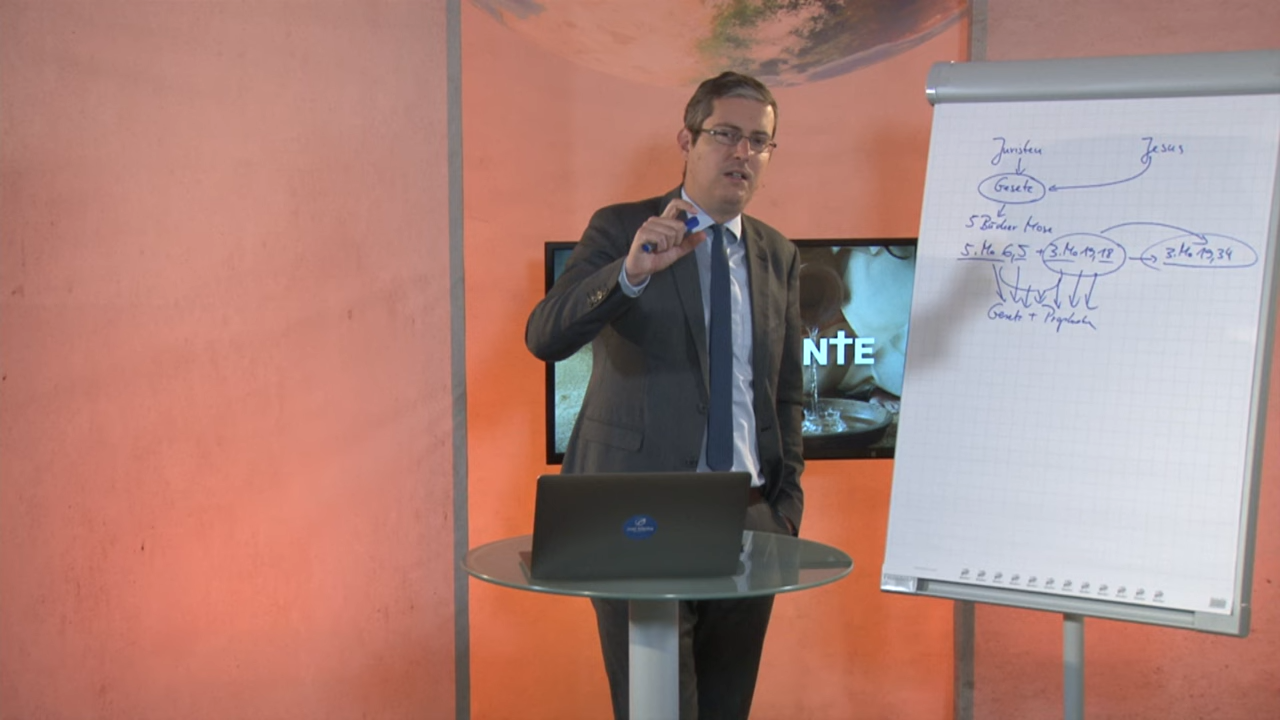 Juristen Jesus
Gesetz
5 Bücher Mose
5. Mo 6,5 + 3. Mo 19,18 3. Mo 19,34
Gesetz + Propheten
NTE